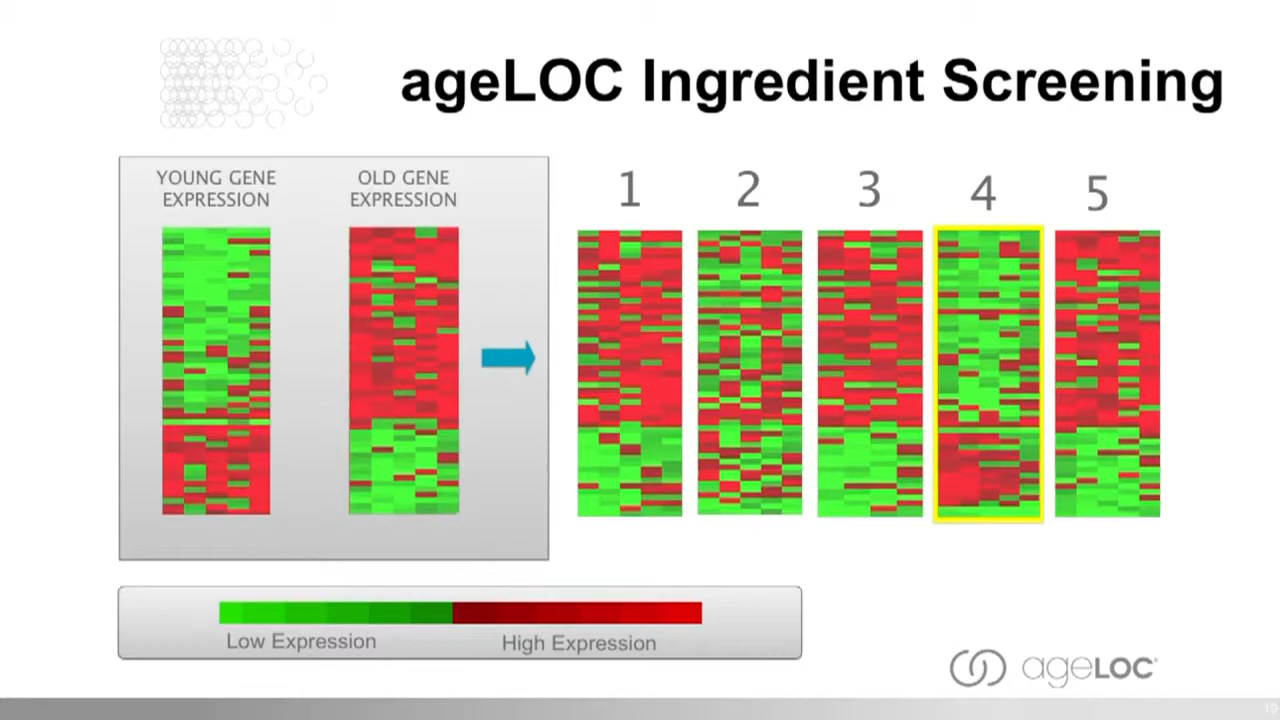 ageLOC Ingredient Screening
YOUNG GENE
EXPRESSION
OLD GENE
EXPRESSION
1 2 3 4 5
Low Expression
High Expression
ageLOC®
19